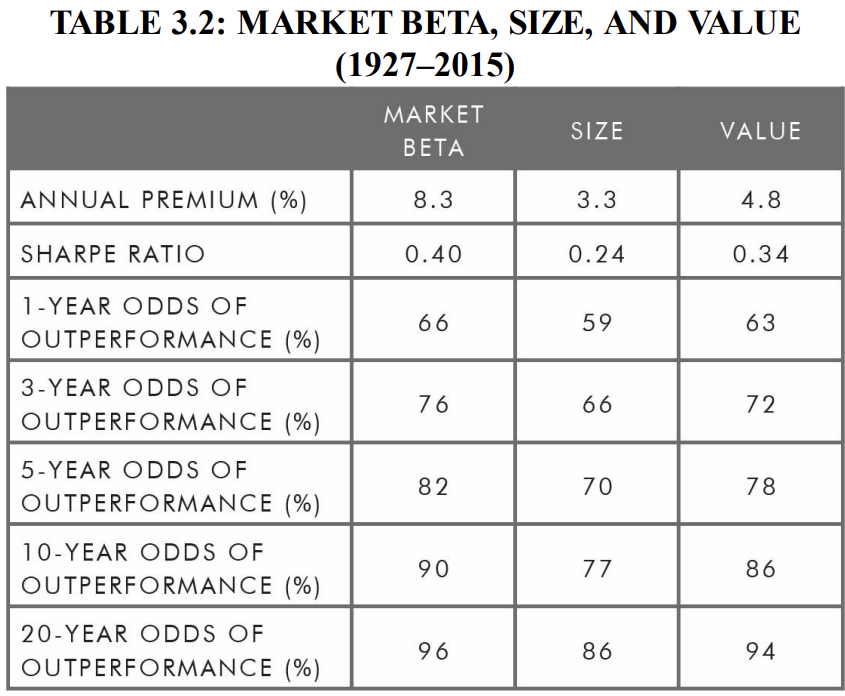 TABLE 3.2: MARKET BETA, SIZE, AND VALUE
(1927–2015)
MARKET
BETA
SIZE
VALUE
ANNUAL PREMIUM (%) 8.3 3.3 4.8
SHARPE RATIO 0.40 0.24 0.34
1-YEAR ODDS OF
OUTPERFORMANCE (%)
66 59 63
3-YEAR ODDS OF
OUTPERFORMANCE (%)
76 66 72
5-YEAR ODDS OF
OUTPERFORMANCE (%)
82 70 78
10-YEAR ODDS OF
OUTPERFORMANCE (%)
90 77 86
20-YEAR ODDS OF
OUTPERFORMANCE (%)
96 86 94